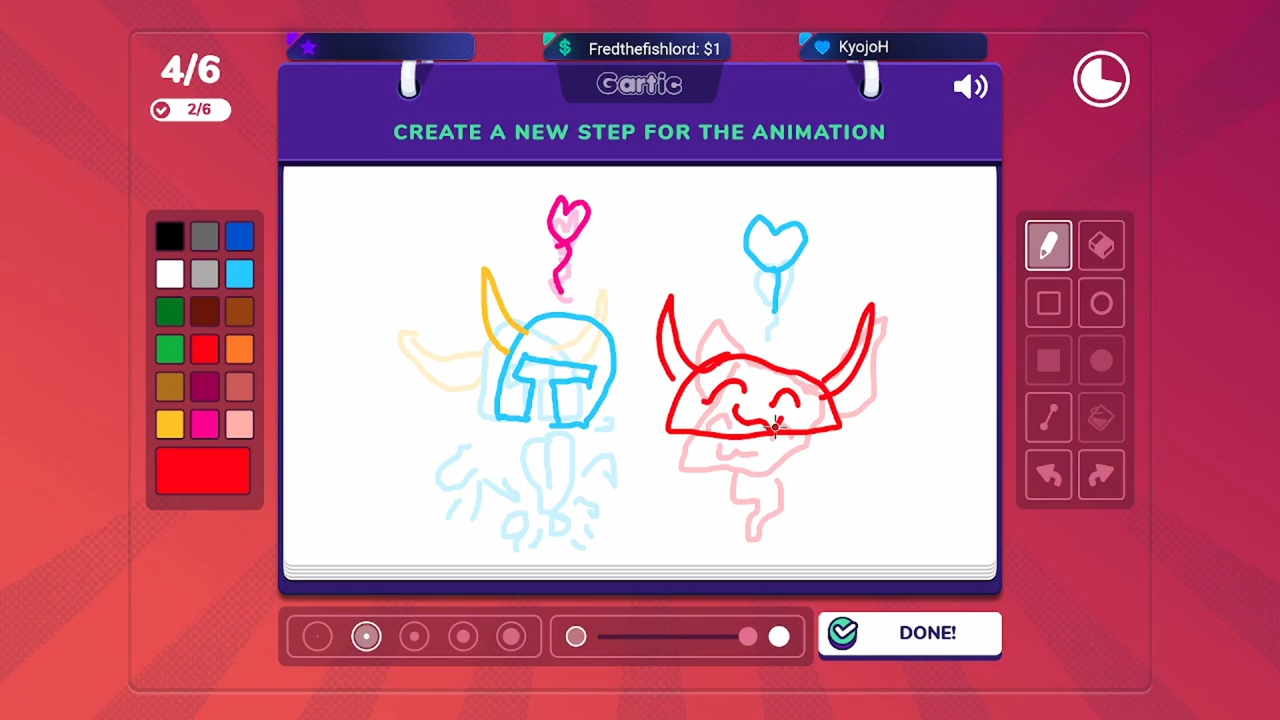 4/6
2/6
Fredthefishlord: $1
KyojoH
Gartic
CREATE A NEW STEP FOR THE ANIMATION
DONE!